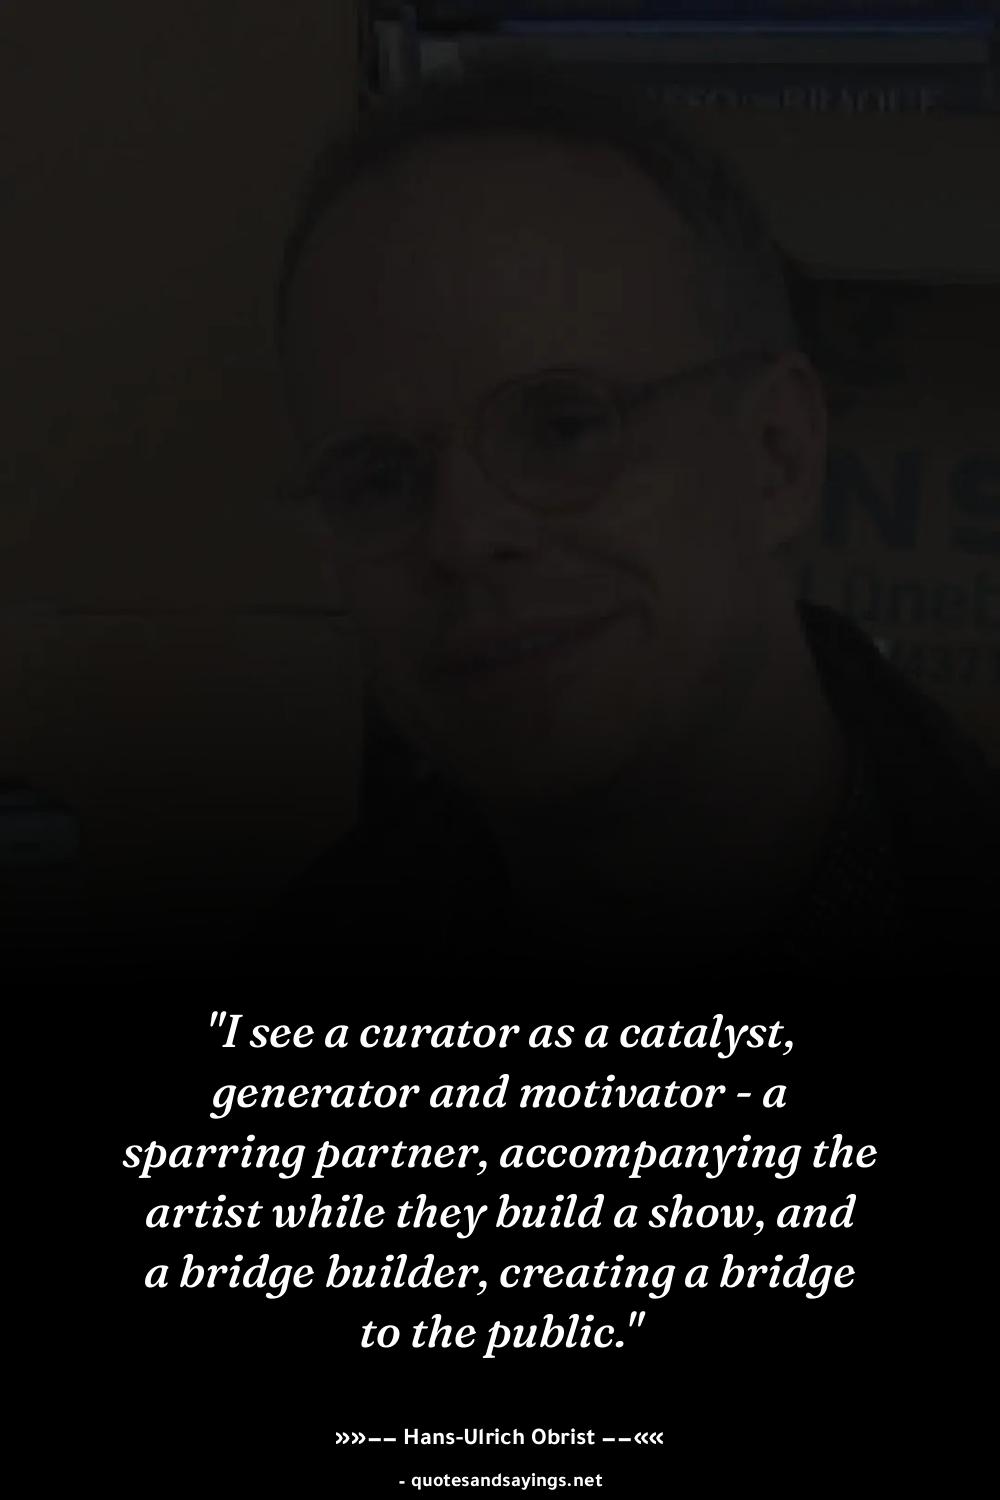 NS
"I see a curator as a catalyst,
generator and motivator - a
sparring partner, accompanying the
artist while they build a show, and
a bridge builder, creating a bridge
to the public."
»»–– Hans-Ulrich Obrist ––««
- quotesandsayings.net